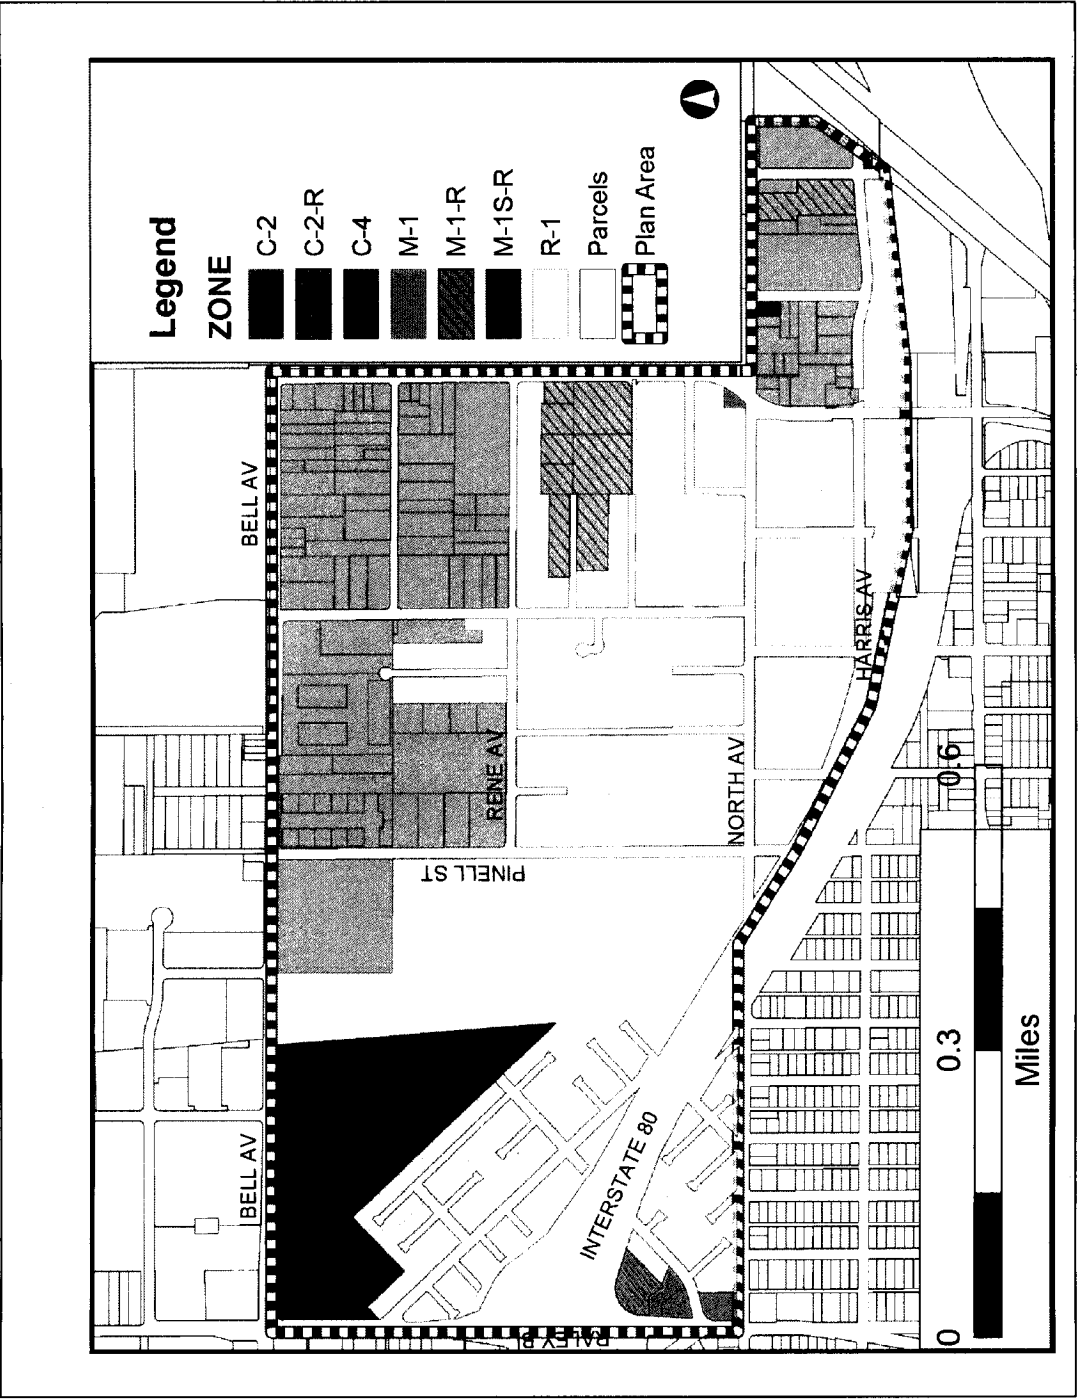 Legend
ZONE
C-2
C-2-R
C-4
M-1
M-1-R
M-1S-R
R-1
Parcels
Plan Area
BELL AV
BELL AV
RENE AV
PINELL ST
NORTH AV
HARRIS AV
INTERSTATE 80
0
0.3
0.6
Miles